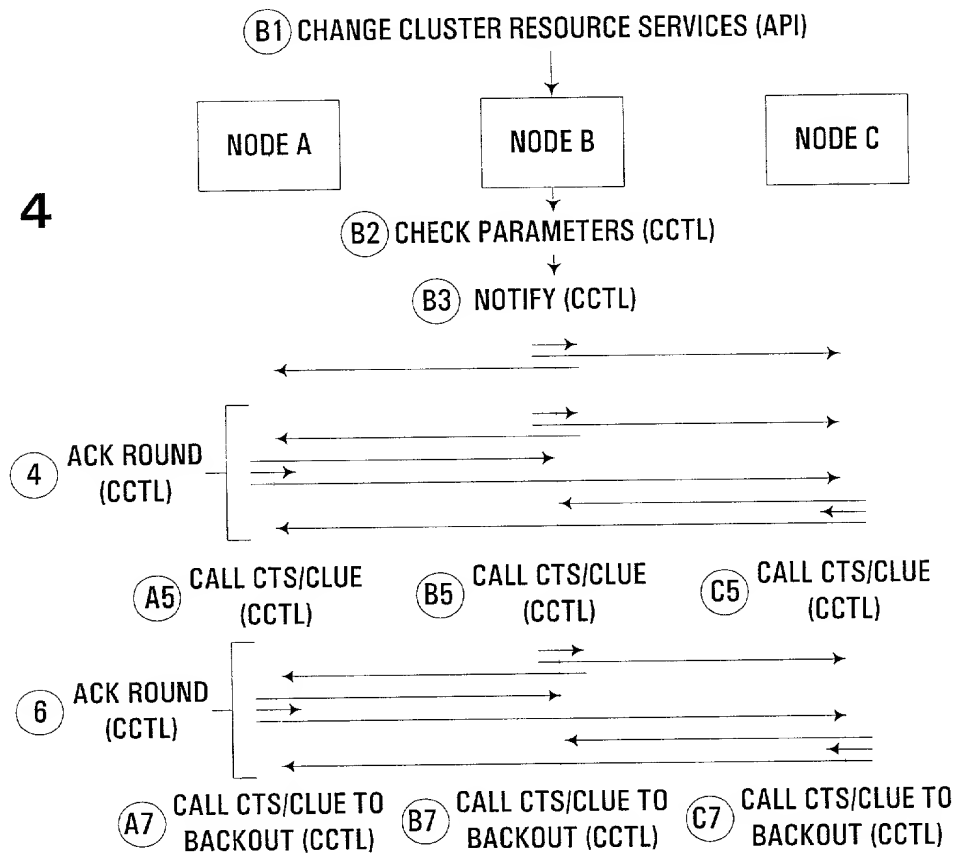 B1 CHANGE CLUSTER RESOURCE SERVICES (API)
NODE A
NODE B
NODE C
4
B2 CHECK PARAMETERS (CCTL)
B3 NOTIFY (CCTL)
4 ACK ROUND
(CCTL)
A5 CALL CTS/CLUE
(CCTL)
B5 CALL CTS/CLUE
(CCTL)
C5 CALL CTS/CLUE
(CCTL)
6 ACK ROUND
(CCTL)
A7 CALL CTS/CLUE TO
BACKOUT (CCTL)
B7 CALL CTS/CLUE TO
BACKOUT (CCTL)
C7 CALL CTS/CLUE TO
BACKOUT (CCTL)